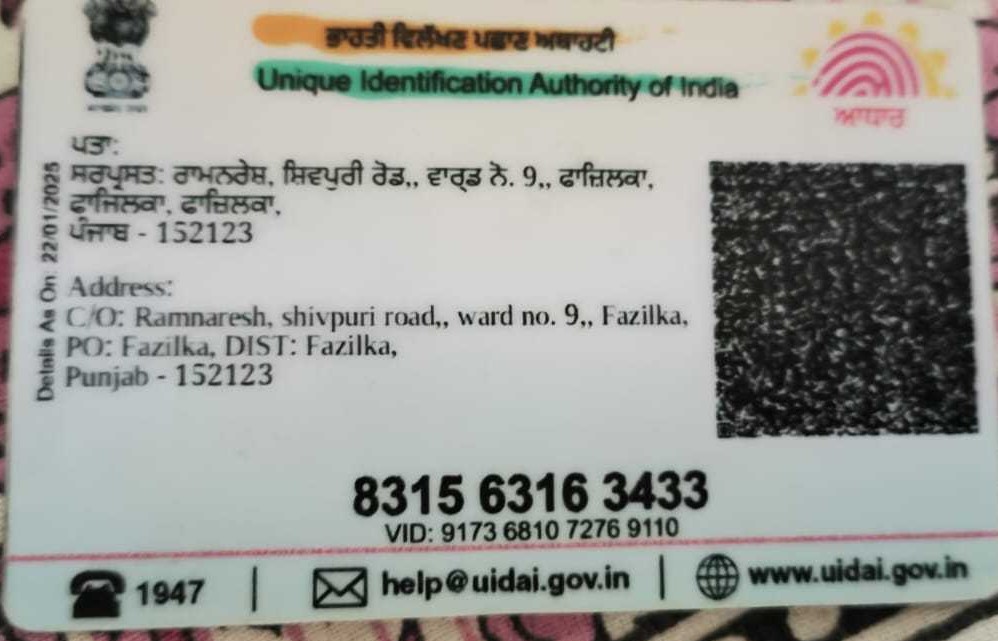 ਭਾਰਤੀ ਵਿਲੱਖਣ ਪਛਾਣ ਅਥਾਰਟੀ
Unique Identification Authority of India
ਆਧਾਰ
ਪਤਾ:
ਸਰਪ੍ਰਸਤ: ਰਾਮਨਰੇਸ਼, ਸ਼ਿਵਪੁਰੀ ਰੋਡ,, ਵਾਰ੍ਡ ਨੋ. 9,, ਫਾਜ਼ਿਲਕਾ,
ਫਾਜ਼ਿਲਕਾ, ਫਾਜ਼ਿਲਕਾ,
ਪੰਜਾਬ - 152123
Details As On: 22/01/2025
Address:
C/O: Ramnaresh, shivpuri road,, ward no. 9,, Fazilka,
PO: Fazilka, DIST: Fazilka,
Punjab - 152123
8315 6316 3433
VID: 9173 6810 7276 9110
1947 | help@uidai.gov.in | www.uidai.gov.in